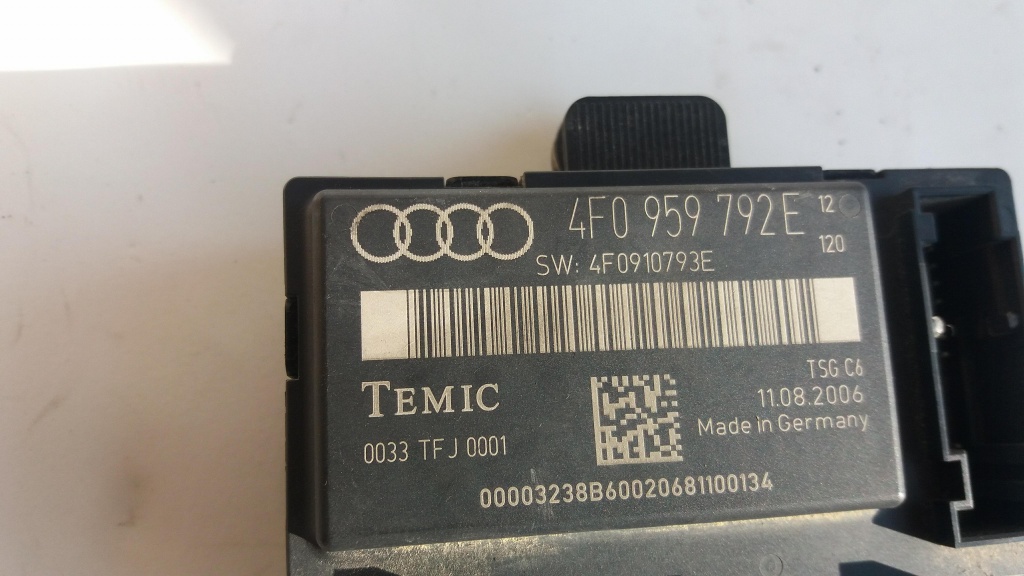 4F0 959 792E 12
120
SW: 4F0910793E
TSG C6
TEMIC
11.08.2006
Made in Germany
0033 TFJ 0001
00003238B60020681100134